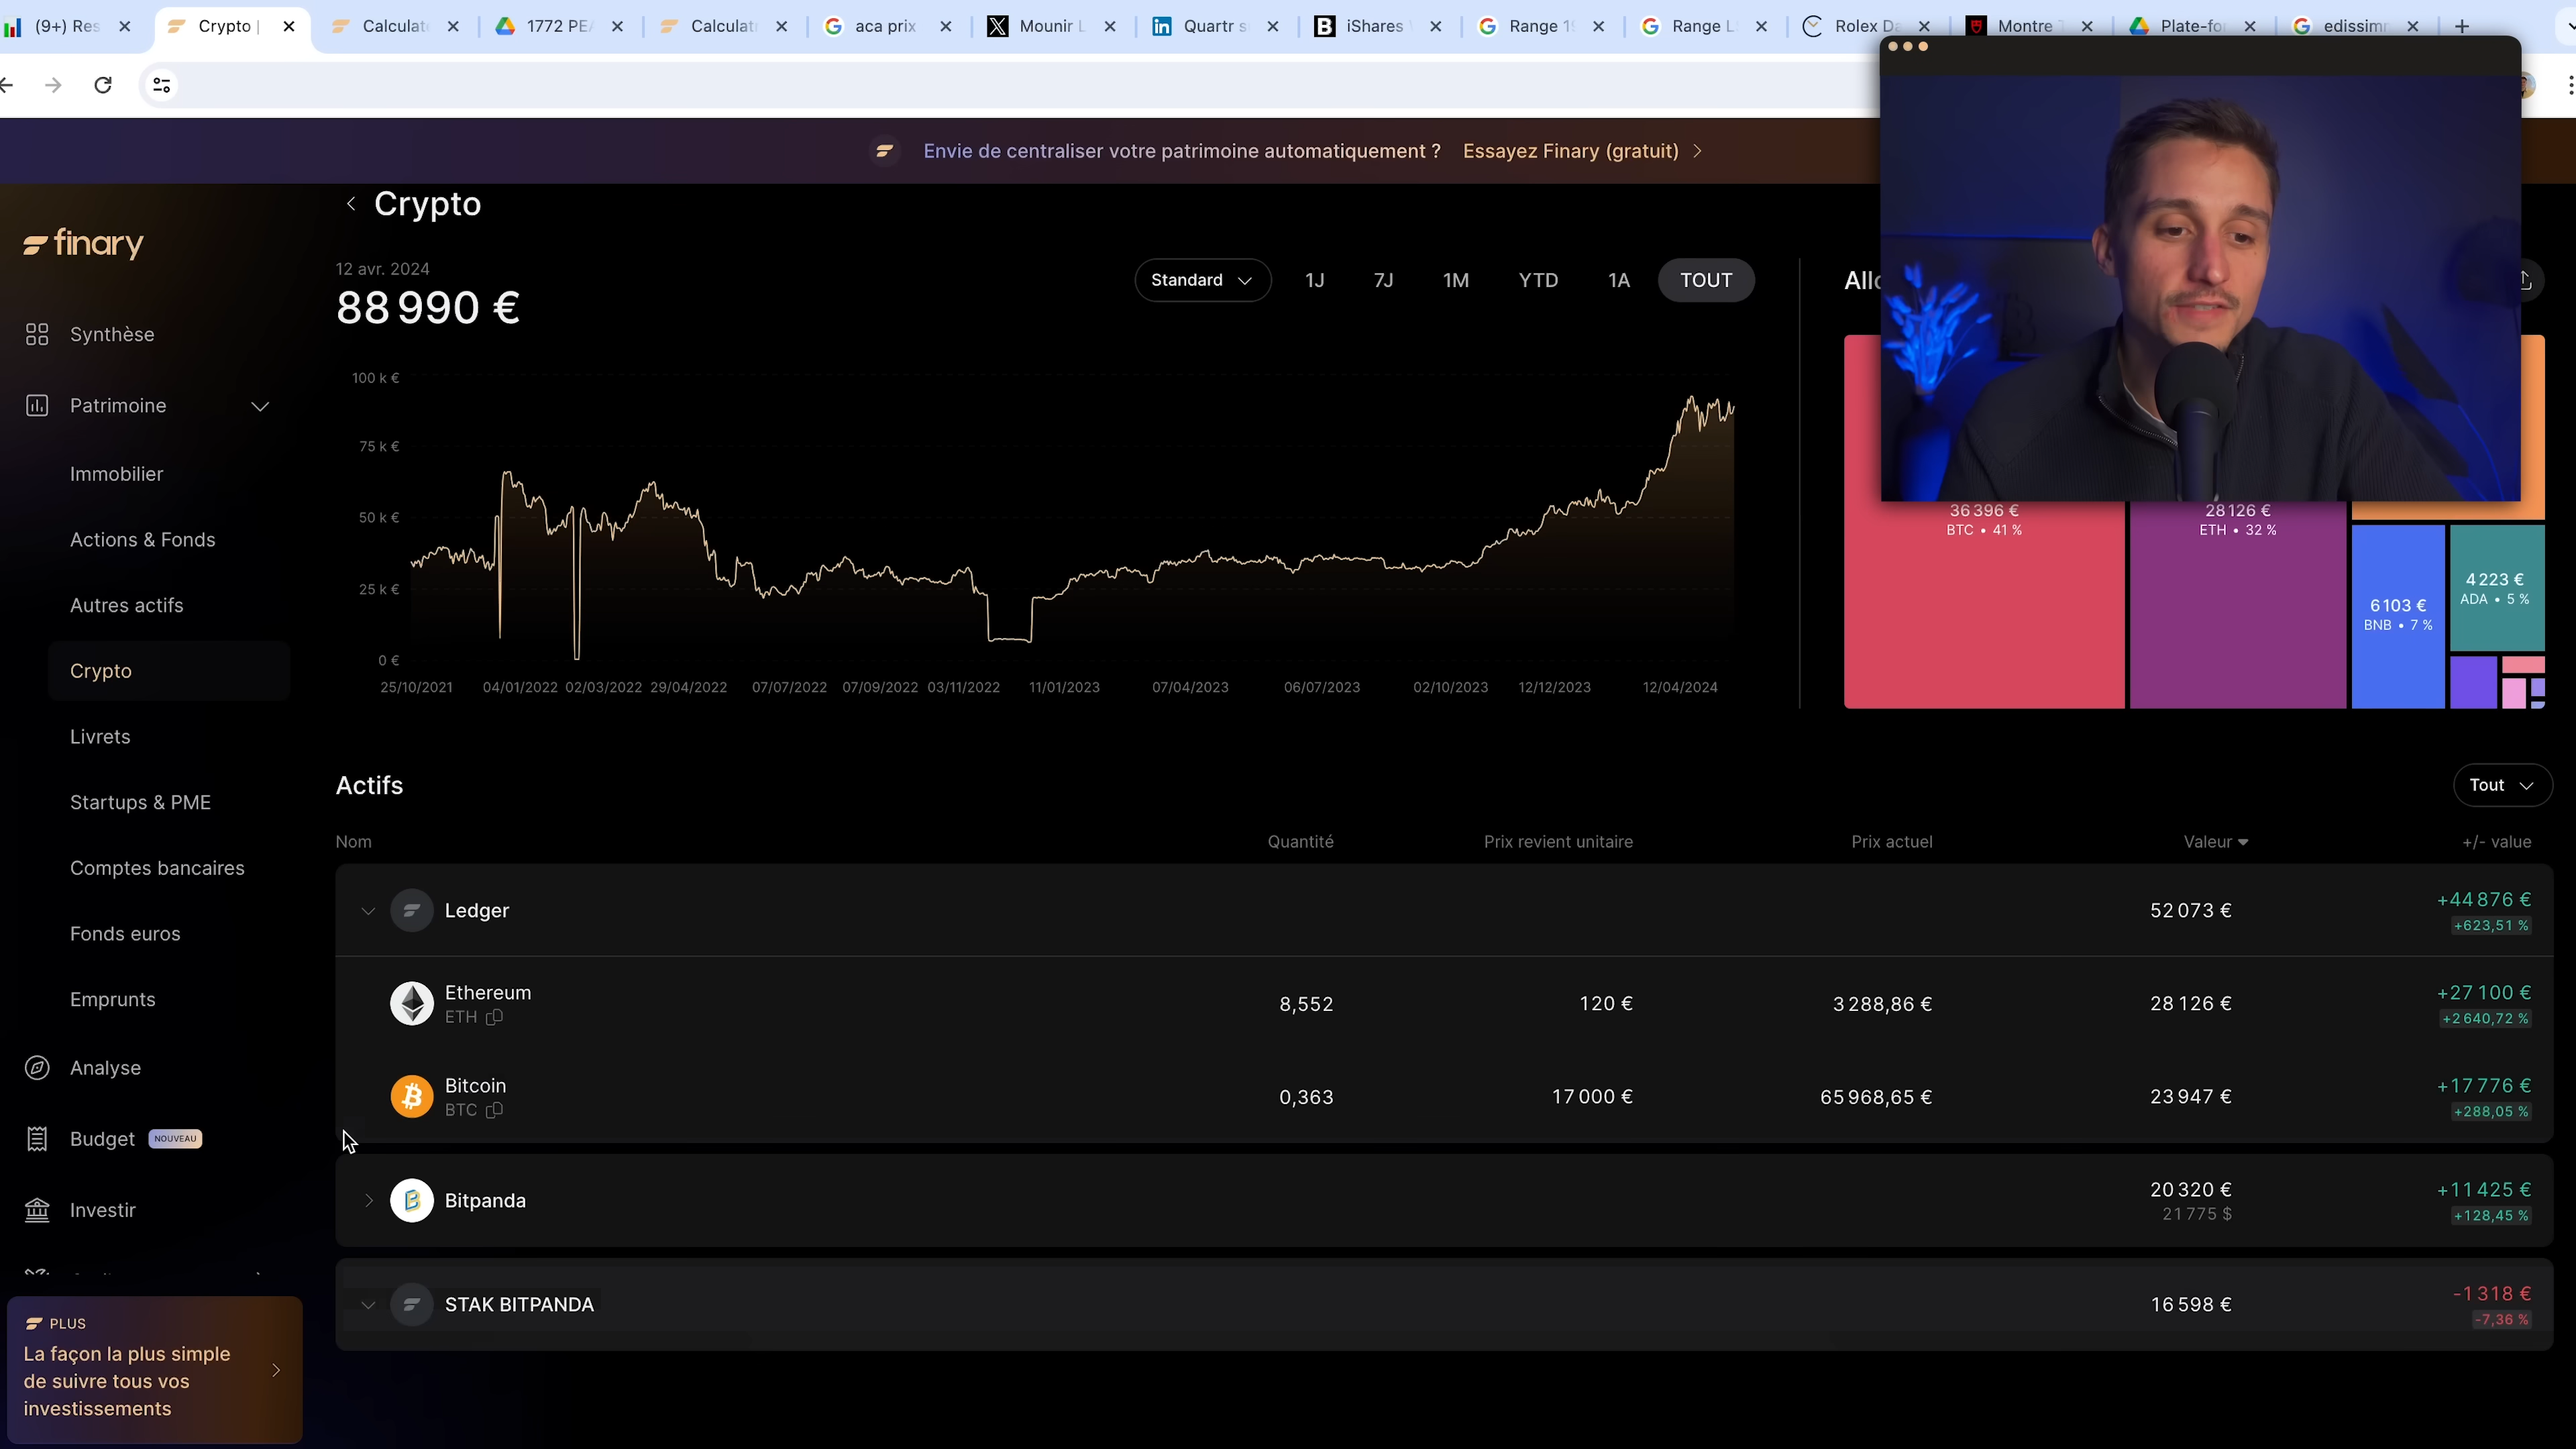 (9+) Res
Crypto |
Calculat
1772 PE
Calculat
aca prix
Mounir L
Quartr s
iShares
Range 1
Range L
Rolex Da
Montre
Plate-for
edissim
Envie de centraliser votre patrimoine automatiquement ? Essayez Finary (gratuit)
finary
Synthèse
Patrimoine
Immobilier
Actions & Fonds
Autres actifs
Crypto
Livrets
Startups & PME
Comptes bancaires
Fonds euros
Emprunts
Analyse
Budget NOUVEAU
Investir
PLUS
La façon la plus simple
de suivre tous vos
investissements
Crypto
12 avr. 2024
88 990 €
Standard 1J 7J 1M YTD 1A TOUT
100 k €
75 k €
50 k €
25 k €
0 €
25/10/2021 04/01/2022 02/03/2022 29/04/2022 07/07/2022 07/09/2022 03/11/2022 11/01/2023 07/04/2023 06/07/2023 02/10/2023 12/12/2023 12/04/2024
Allo
36 396 €
BTC • 41 %
28 126 €
ETH • 32 %
6 103 €
BNB • 7 %
4 223 €
ADA • 5 %
Actifs
Tout
Nom Quantité Prix revient unitaire Prix actuel Valeur +/- value
Ledger 52 073 € +44 876 €
+623,51 %
Ethereum 8,552 120 € 3 288,86 € 28 126 € +27 100 €
ETH +2 640,72 %
Bitcoin 0,363 17 000 € 65 968,65 € 23 947 € +17 776 €
BTC +288,05 %
Bitpanda 20 320 € +11 425 €
21 775 $ +128,45 %
STAK BITPANDA 16 598 € -1 318 €
-7,36 %